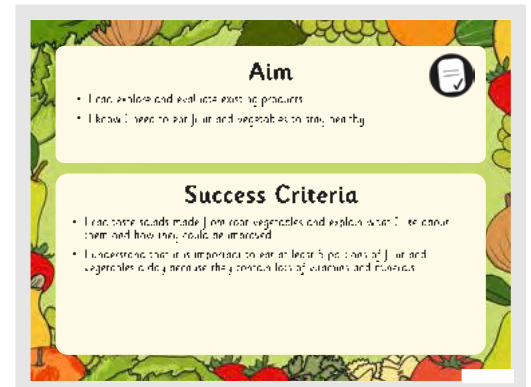 Aim
• I can explore and evaluate existing products
• I know I need to eat fruit and vegetables to stay healthy
Success Criteria
• I can taste salads made from root vegetables and explain what I like about
them and how they could be improved
• I understand that it is important to eat at least 5 portions of fruit and
vegetables a day because they contain lots of vitamins and minerals